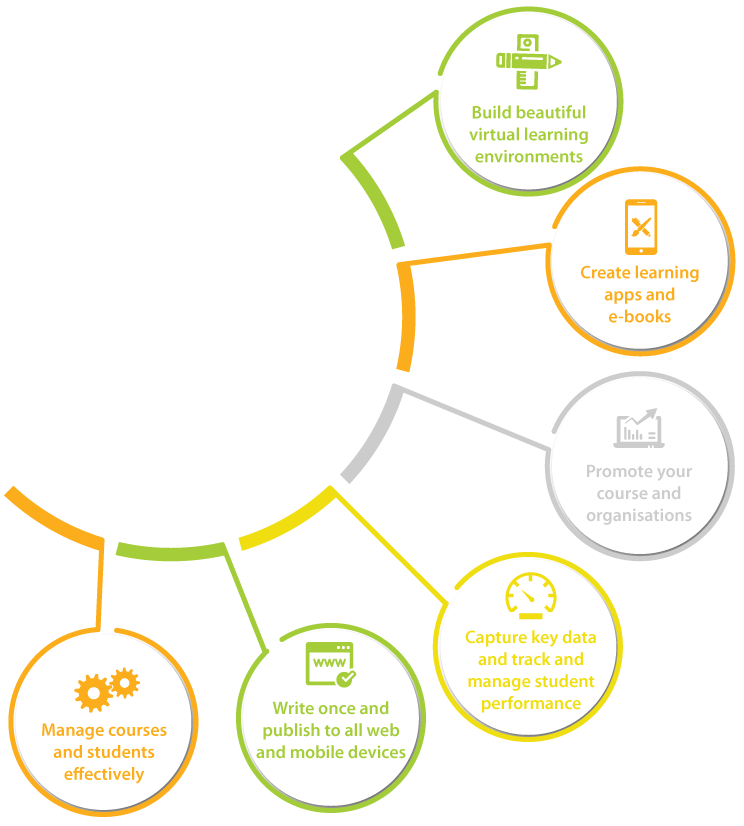 Build beautiful
virtual learning
environments
Create learning
apps and
e-books
Promote your
course and
organisations
Capture key data
and track and
manage student
performance
www
Write once and
publish to all web
and mobile devices
Manage courses
and students
effectively